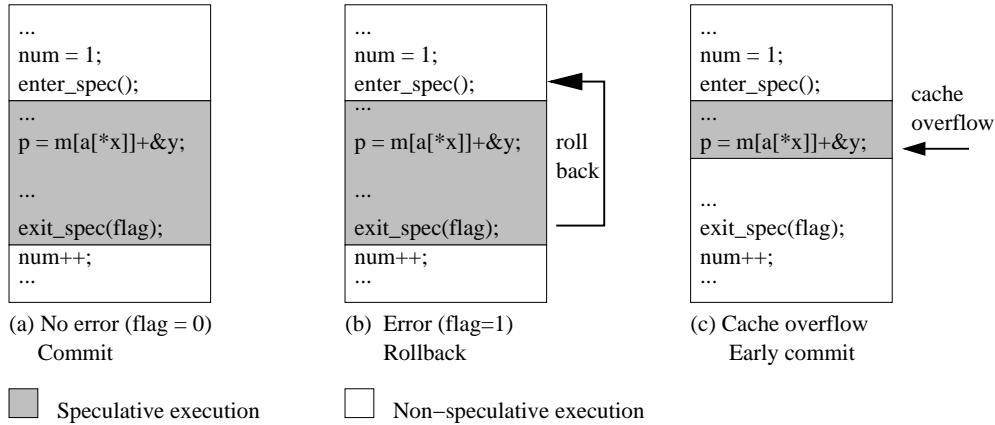 ...
num = 1;
enter_spec();
...
p = m[a[*x]]+&y;
...
exit_spec(flag);
num++;
...
(a) No error (flag = 0)
Commit
...
num = 1;
enter_spec();
...
p = m[a[*x]]+&y;
...
exit_spec(flag);
num++;
...
roll
back
(b) Error (flag=1)
Rollback
...
num = 1;
enter_spec();
...
p = m[a[*x]]+&y;
...
exit_spec(flag);
num++;
...
cache
overflow
(c) Cache overflow
Early commit
Speculative execution
Non−speculative execution